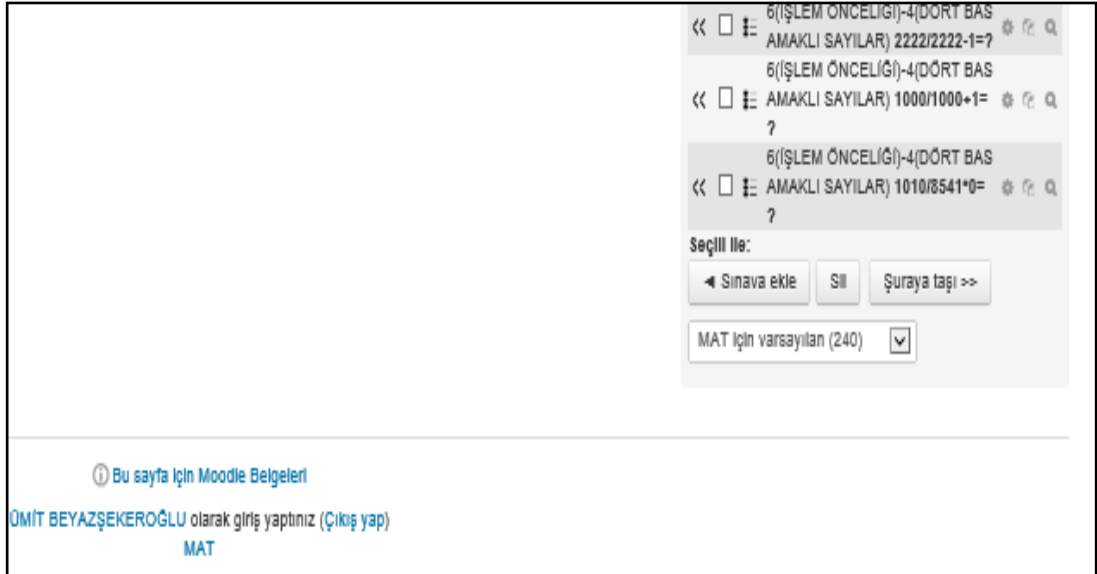 6(İŞLEM ÖNCELİĞİ)-4(DÖRT BAS
AMAKLI SAYILAR) 2222/2222-1=?
6(İŞLEM ÖNCELİĞİ)-4(DÖRT BAS
AMAKLI SAYILAR) 1000/1000+1=
?
6(İŞLEM ÖNCELİĞİ)-4(DÖRT BAS
AMAKLI SAYILAR) 1010/8541*0=
?
Seçili ile:
◄ Sınava ekle Sil Şuraya taşı >>
MAT için varsayılan (240)
Bu sayfa için Moodle Belgeleri
ÜMİT BEYAZŞEKEROĞLU olarak giriş yaptınız (Çıkış yap)
MAT